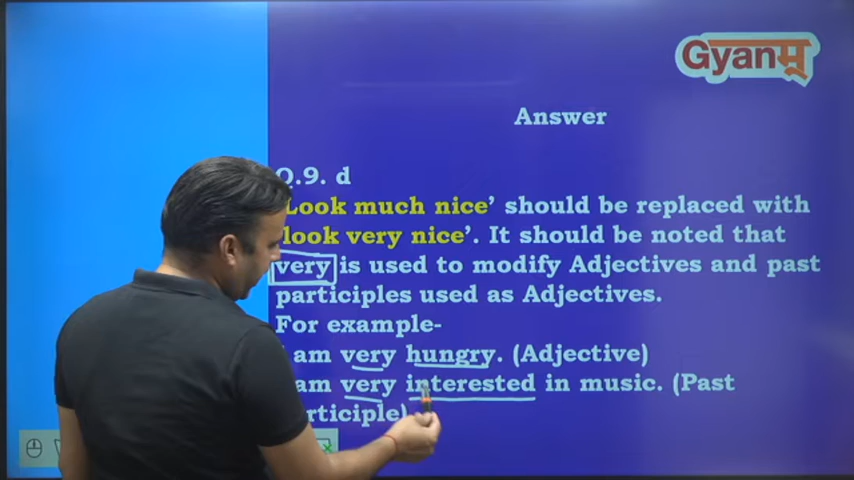 Gyanम्
Answer
Q.9. d
Look much nice’ should be replaced with
look very nice’. It should be noted that
very is used to modify Adjectives and past
participles used as Adjectives.
For example-
I am very hungry. (Adjective)
am very interested in music. (Past
rticiple)